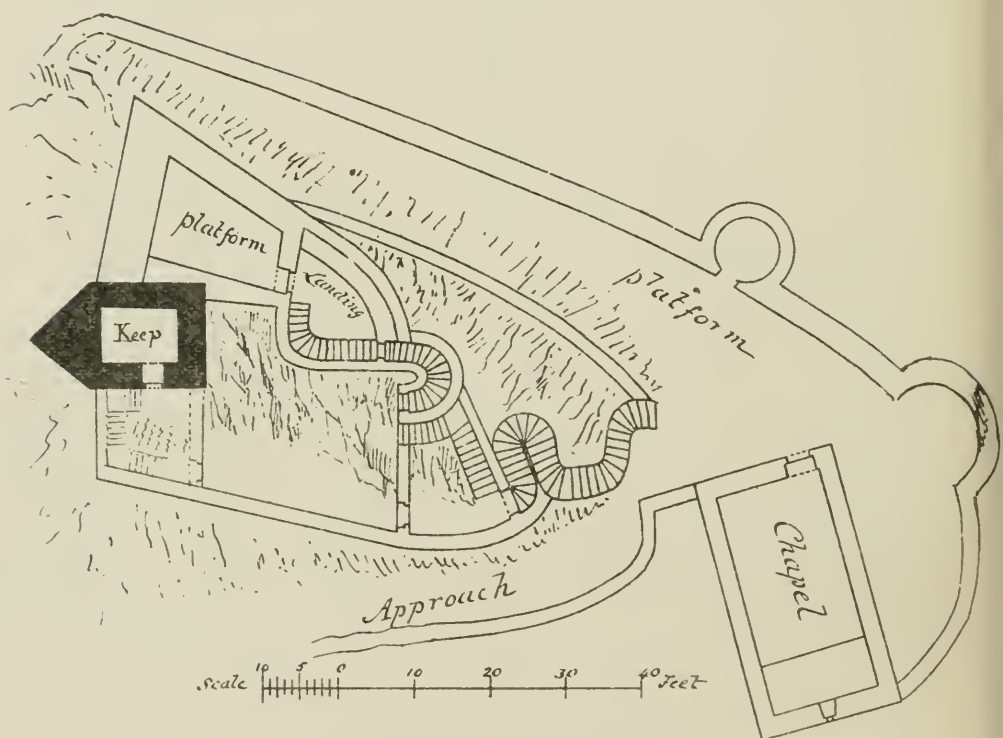 platform
Landing
platform
Keep
Chapel
Approach
Scale 10 5 0 10 20 30 40 Feet